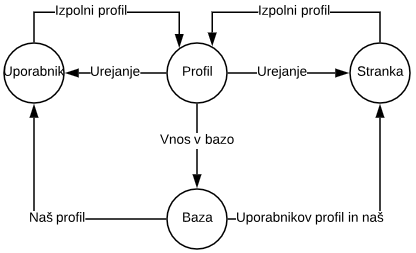 Izpolni profil
Izpolni profil
Uporabnik
Urejanje
Profil
Urejanje
Stranka
Vnos v bazo
Naš profil
Baza
Uporabnikov profil in naš